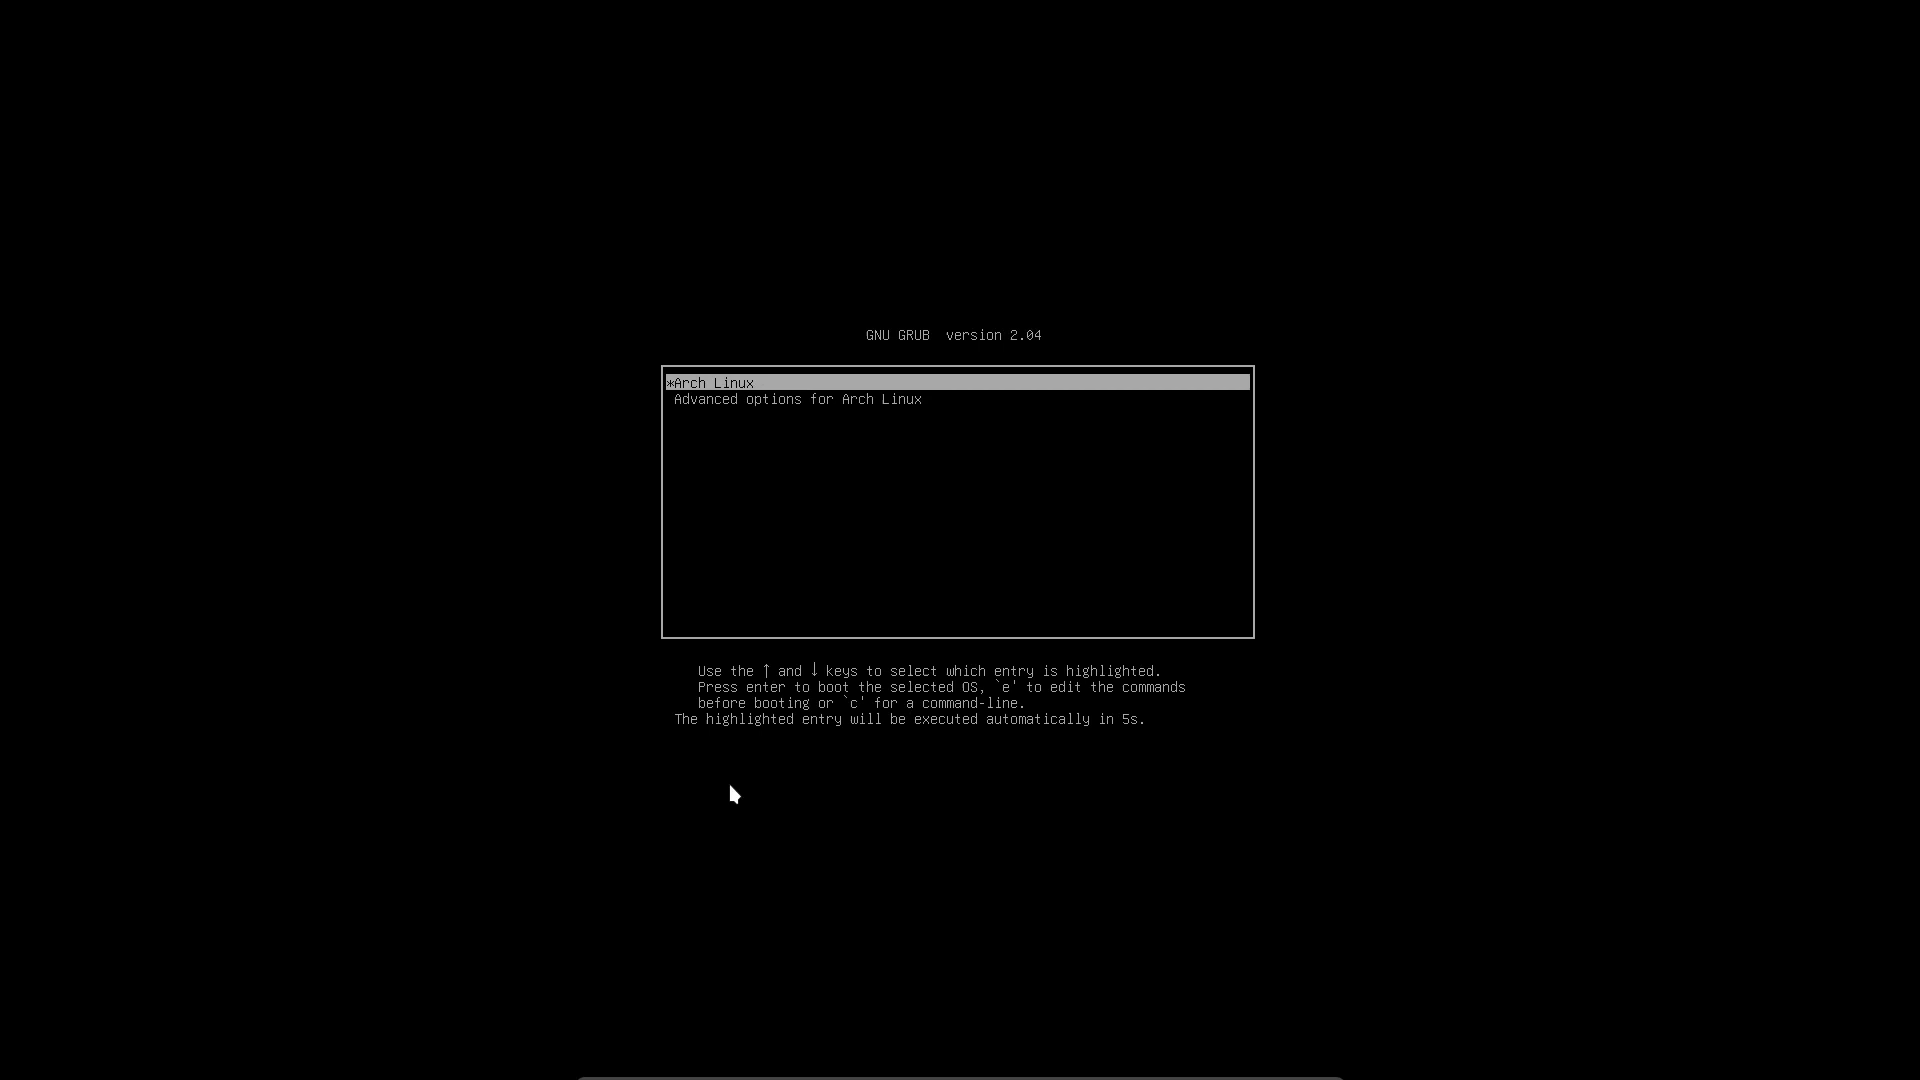 GNU GRUB  version 2.04
*Arch Linux
Advanced options for Arch Linux
Use the ↑ and ↓ keys to select which entry is highlighted.
Press enter to boot the selected OS, `e' to edit the commands
before booting or `c' for a command-line.
The highlighted entry will be executed automatically in 5s.